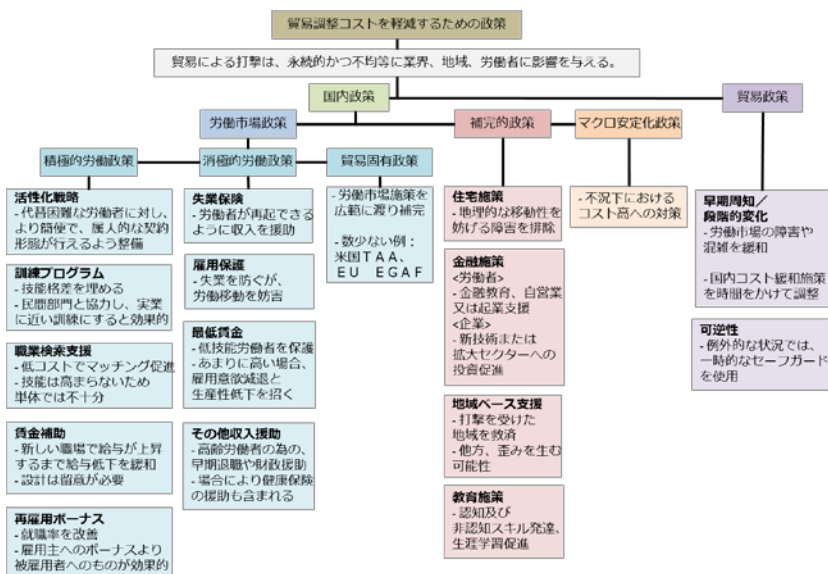 貿易調整コストを軽減するための政策
貿易による打撃は、永続的かつ不均等に業界、地域、労働者に影響を与える。
国内政策
貿易政策
労働市場政策
補完的政策
マクロ安定化政策
積極的労働政策
消極的労働政策
貿易固有政策
活性化戦略
- 代替困難な労働者に対し、
より簡便で、属人的な契約
形態が行えるよう整備
訓練プログラム
- 技能格差を埋める
- 民間部門と協力し、実業
に近い訓練にすると効果的
職業検索支援
- 低コストでマッチング促進
- 技能は高まらないため
単体では不十分
賃金補助
- 新しい職場で給与が上昇
するまで給与低下を緩和
- 設計は留意が必要
再雇用ボーナス
- 就職率を改善
- 雇用主へのボーナスより
被雇用者へのものが効果的
失業保険
- 労働者が再起できる
ように収入を援助
雇用保護
- 失業を防ぐが、
労働移動を妨害
最低賃金
- 低技能労働者を保護
- あまりに高い場合、
雇用意欲減退と
生産性低下を招く
その他収入援助
- 高齢労働者の為の、
早期退職や財政援助
- 場合により健康保険
の援助も含まれる
- 労働市場施策を
広範に渡り補完
- 数少ない例：
米国ＴＡＡ、
ＥＵ　ＥＧＡＦ
住宅施策
- 地理的な移動性を
妨げる障害を排除
金融施策
<労働者>
- 金融教育、自営業
又は起業支援
<企業>
- 新技術または
拡大セクターへの
投資促進
地域ベース支援
- 打撃を受けた
地域を救済
- 他方、歪みを生む
可能性
教育施策
- 認知及び
非認知スキル発達、
生涯学習促進
- 不況下における
コスト高への対策
早期周知／
段階的変化
- 労働市場の障害や
混雑を緩和
- 国内コスト緩和施策
を時間をかけて調整
可逆性
- 例外的な状況では、
一時的なセーフガード
を使用